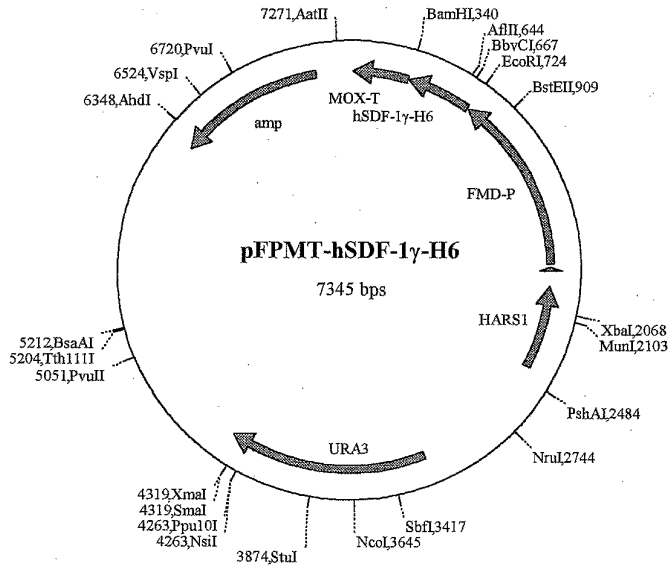 7271,AatII
BamHI,340
AflII,644
BbvCI,667
EcoRI,724
BstEII,909
6720,PvuI
6524,VspI
6348,AhdI
MOX-T
hSDF-1γ-H6
amp
FMD-P
pFPMT-hSDF-1γ-H6
7345 bps
HARS1
XbaI,2068
MunI,2103
5212,BsaAI
5204,Tth111I
5051,PvuII
PshAI,2484
NruI,2744
URA3
4319,XmaI
4319,SmaI
4263,Ppu10I
4263,NsiI
3874,StuI
NcoI,3645
SbfI,3417